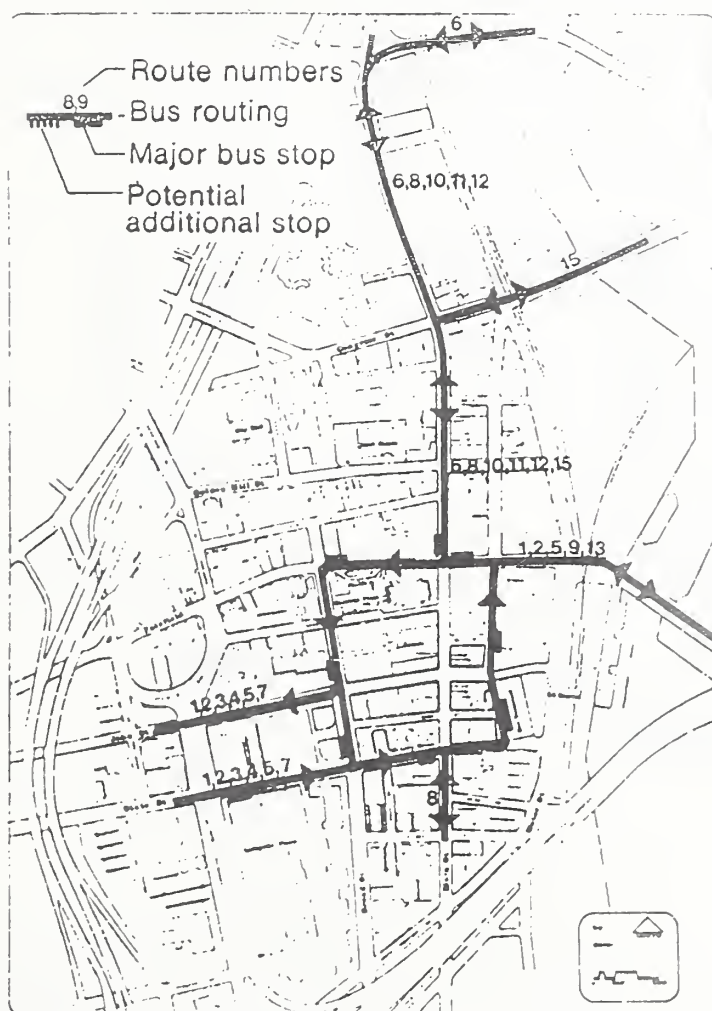 6
Route numbers
8,9
Bus routing
Major bus stop
Potential
additional stop
6,8,10,11,12
15
6,8,10,11,12,15
1,2,5,9,13
1,2,3,4,5,7
1,2,3,4,5,7
8